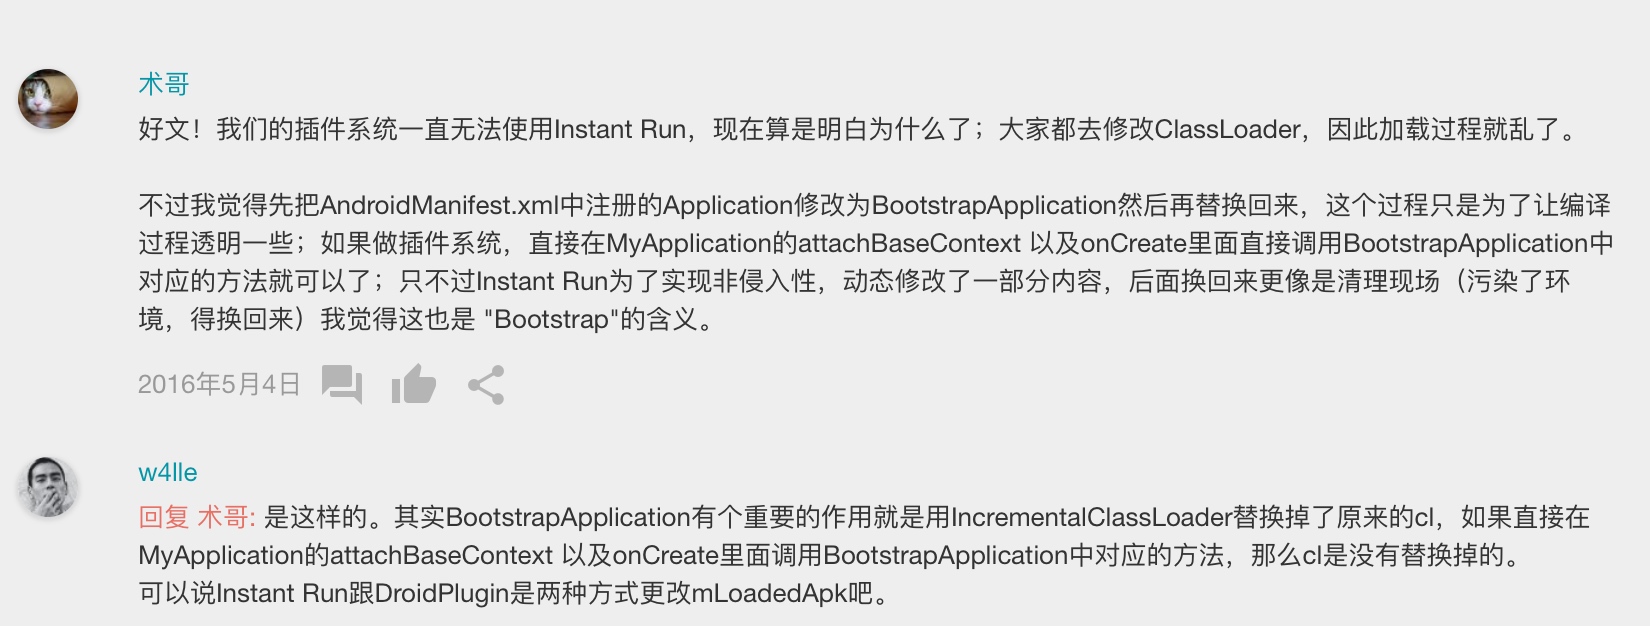 术哥
好文！我们的插件系统一直无法使用Instant Run，现在算是明白为什么了；大家都去修改ClassLoader，因此加载过程就乱了。
不过我觉得先把AndroidManifest.xml中注册的Application修改为BootstrapApplication然后再替换回来，这个过程只是为了让编译
过程透明一些；如果做插件系统，直接在MyApplication的attachBaseContext 以及onCreate里面直接调用BootstrapApplication中
对应的方法就可以了；只不过Instant Run为了实现非侵入性，动态修改了一部分内容，后面换回来更像是清理现场（污染了环
境，得换回来）我觉得这也是 "Bootstrap"的含义。
2016年5月4日
w4lle
回复 术哥: 是这样的。其实BootstrapApplication有个重要的作用就是用IncrementalClassLoader替换掉了原来的cl，如果直接在
MyApplication的attachBaseContext 以及onCreate里面调用BootstrapApplication中对应的方法，那么cl是没有替换掉的。
可以说Instant Run跟DroidPlugin是两种方式更改mLoadedApk吧。